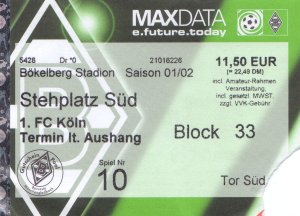 MAXDATA
e.future.today
5428 Dr *0 21016226
Bökelberg Stadion Saison 01/02
11,50 EUR
(= 22,49 DM)
incl. Amateur-Rahmen
Veranstaltung,
incl. gesetzl. MWST.
zzgl. VVK-Gebühr
Stehplatz Süd
1. FC Köln
Termin lt. Aushang
Block 33
Spiel Nr
10
Tor Süd